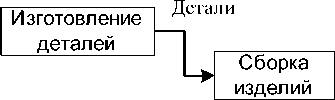 Детали
Изготовление
деталей
Сборка
изделий